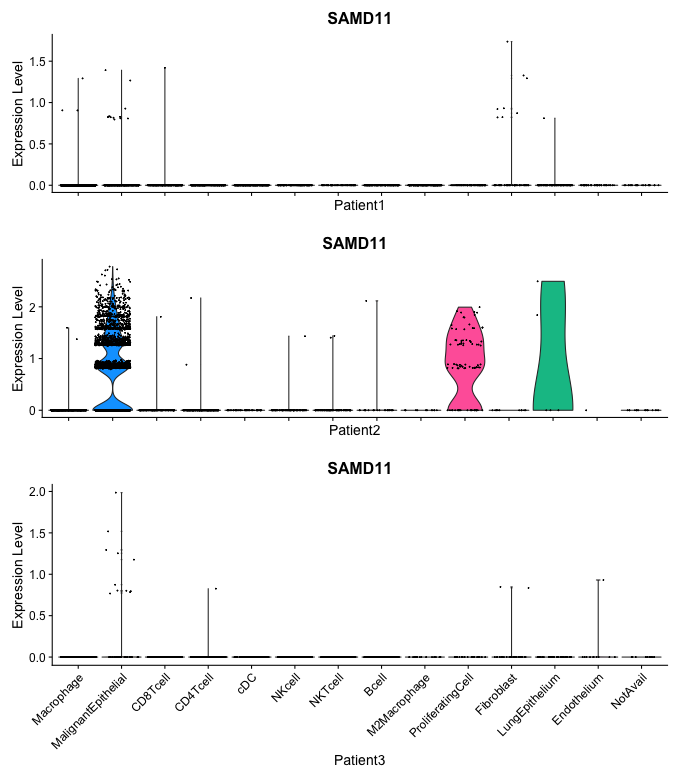 SAMD11
Expression Level
1.5
1.0
0.5
0.0
Patient1
SAMD11
Expression Level
2
1
0
Patient2
SAMD11
Expression Level
2.0
1.5
1.0
0.5
0.0
Macrophage
MalignantEpithelial
CD8Tcell
CD4Tcell
cDC
NKcell
NKTcell
Bcell
M2Macrophage
ProliferatingCell
Fibroblast
LungEpithelium
Endothelium
NotAvail
Patient3